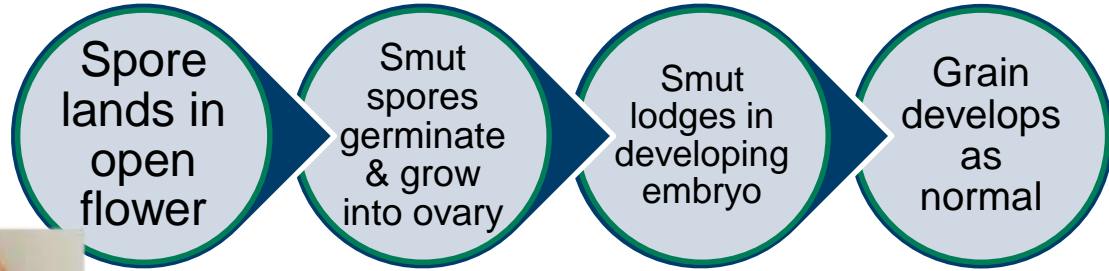 Spore
lands in
open
flower
Smut
spores
germinate
& grow
into ovary
Smut
lodges in
developing
embryo
Grain
develops
as
normal